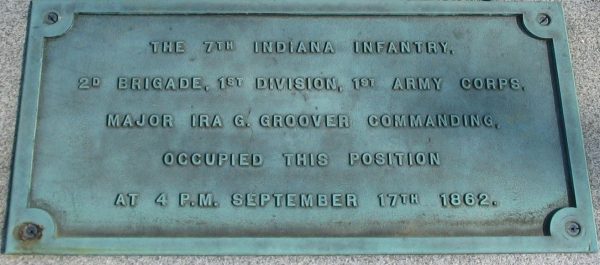 THE 7TH INDIANA INFANTRY,
2D BRIGADE, 1ST DIVISION, 1ST ARMY CORPS,
MAJOR IRA G. GROOVER COMMANDING,
OCCUPIED THIS POSITION
AT 4 P.M. SEPTEMBER 17TH 1862.